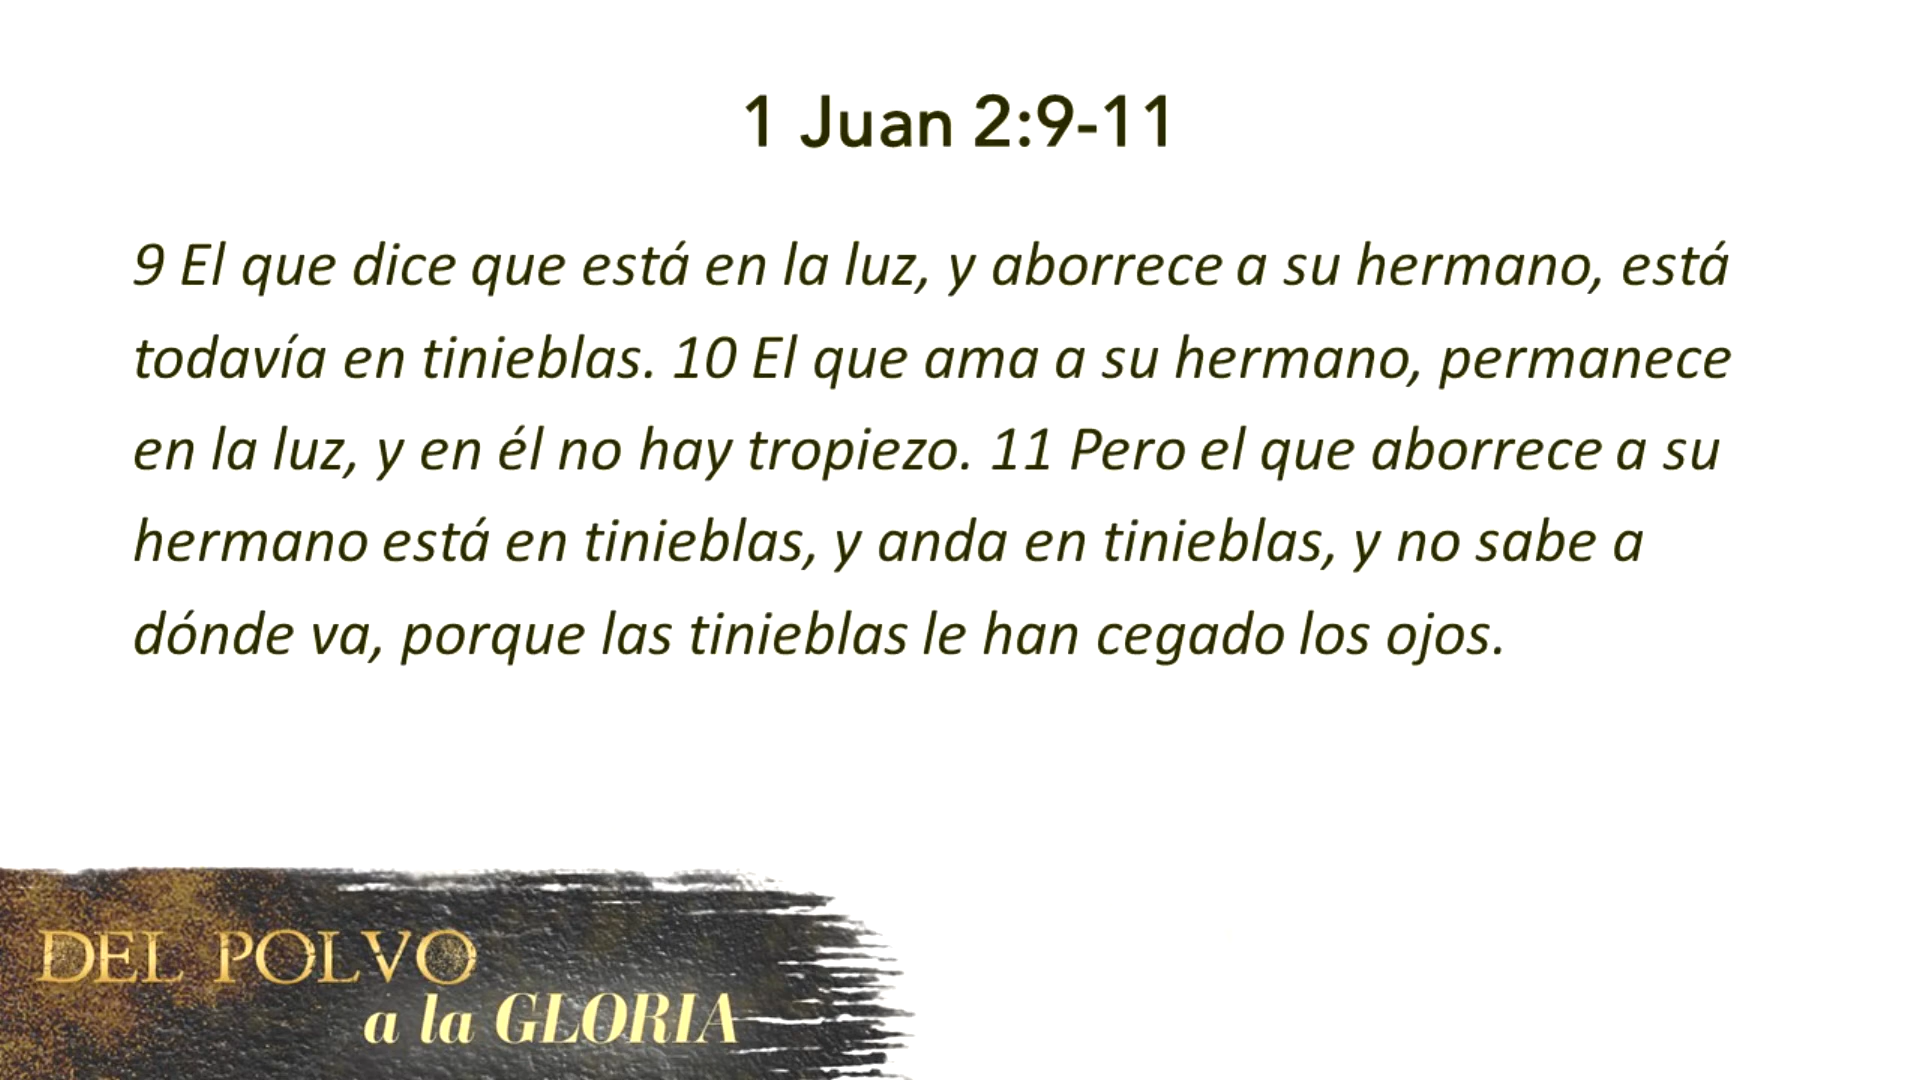 1 Juan 2:9-11
9 El que dice que está en la luz, y aborrece a su hermano, está
todavía en tinieblas. 10 El que ama a su hermano, permanece
en la luz, y en él no hay tropiezo. 11 Pero el que aborrece a su
hermano está en tinieblas, y anda en tinieblas, y no sabe a
dónde va, porque las tinieblas le han cegado los ojos.
DEL POLVO
a la GLORIA